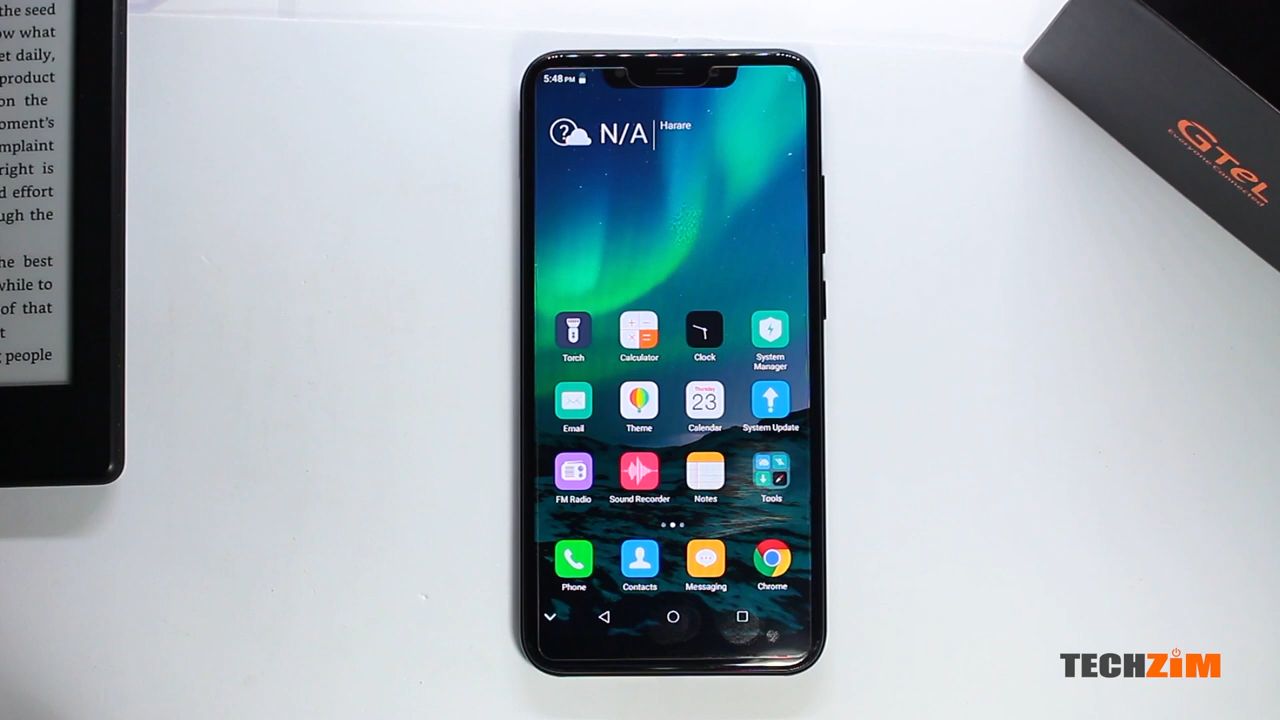 the seed
ow what
et daily,
product
on the
oment's
mplaint
right is
d effort
ugh the
he best
while to
of that
t
g people
5:48 PM
N/A
Harare
Torch
Calculator
Clock
System
Manager
Email
Theme
Thursday
23
Calendar
System Update
FM Radio
Sound Recorder
Notes
Tools
Phone
Contacts
Messaging
Chrome
GTeL
Everyone Connected
TECHZiM